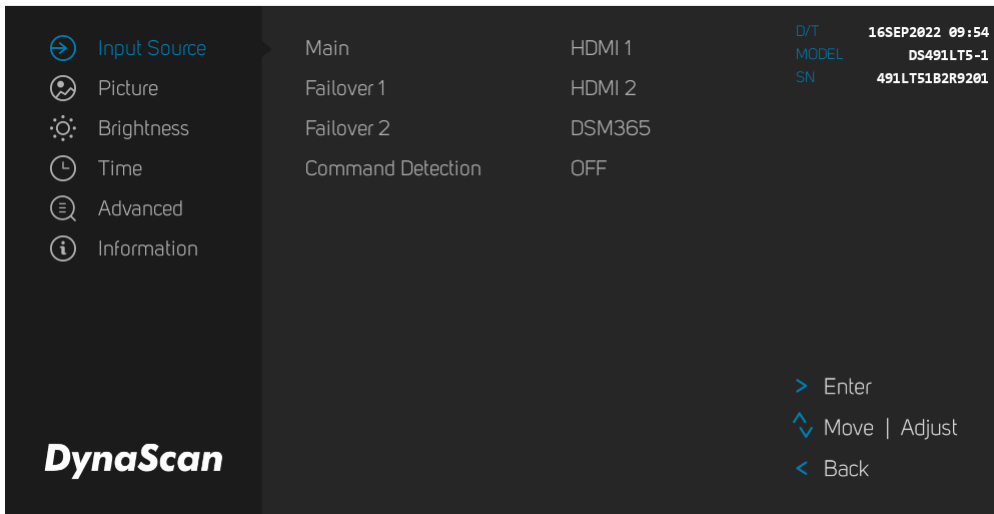 Input Source
Picture
Brightness
Time
Advanced
Information
DynaScan
Main HDMI 1
Failover 1 HDMI 2
Failover 2 DSM365
Command Detection OFF
D/T 16SEP2022 09:54
MODEL DS491LT5-1
SN 491LT51B2R9201
> Enter
Move | Adjust
< Back